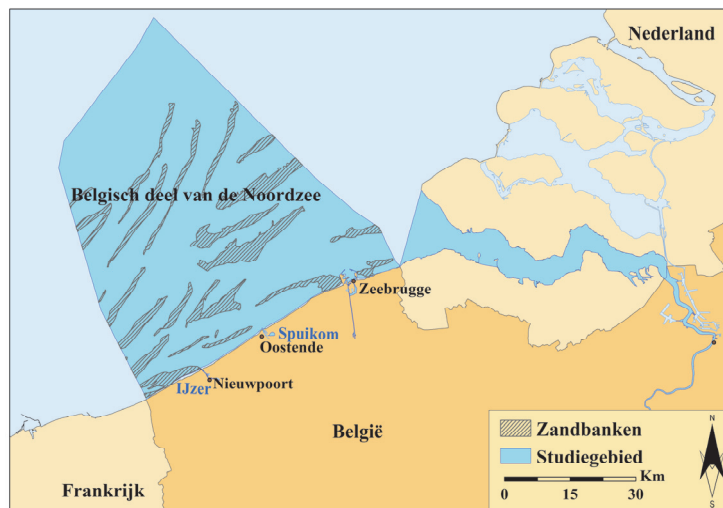 Nederland
Belgisch deel van de Noordzee
Zeebrugge
Spuikom
Oostende
IJzer
Nieuwpoort
België
Frankrijk
N
Zandbanken
Studiegebied
Km
0 15 30
S